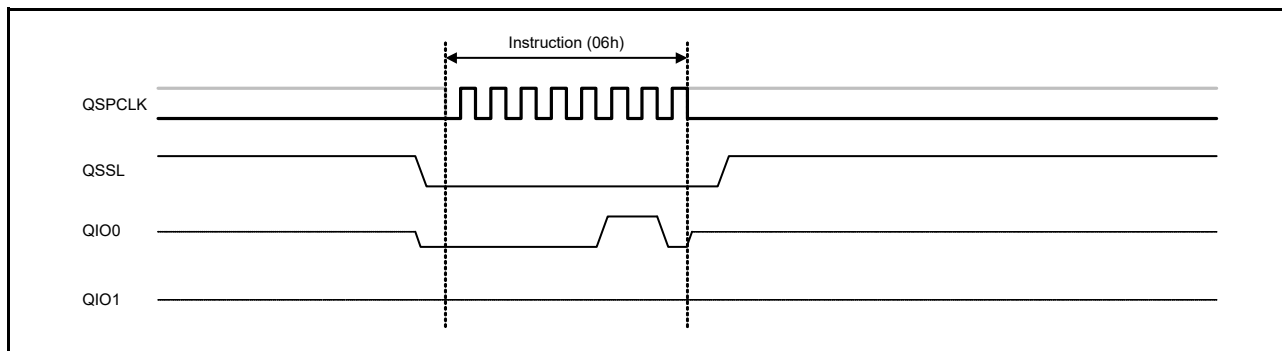 Instruction (06h)
QSPCLK
QSSL
QIO0
QIO1